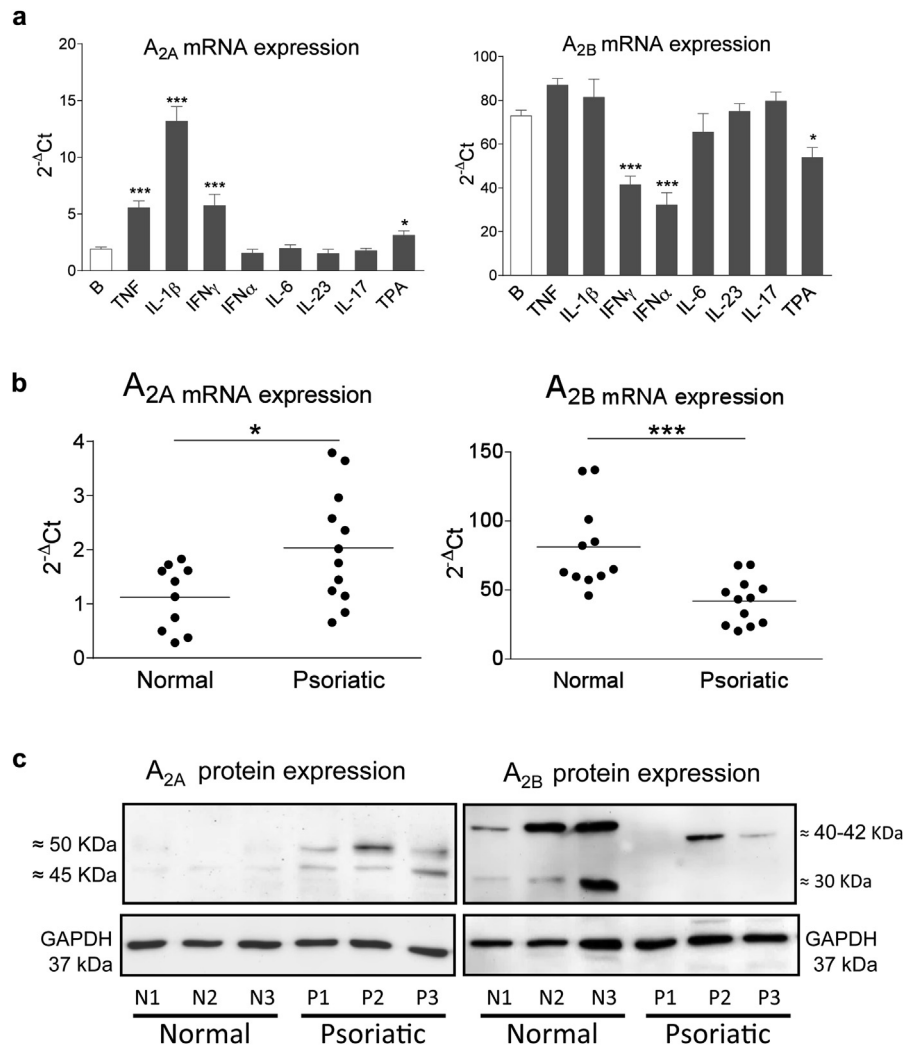 a
A2A mRNA expression
20
15
10
5
0
2-ΔCt
***
***
***
*
B TNF IL-1β IFNγ IFNα IL-6 IL-23 IL-17 TPA
A2B mRNA expression
100
80
60
40
20
0
2-ΔCt
***
***
*
B TNF IL-1β IFNγ IFNα IL-6 IL-23 IL-17 TPA
b
A2A mRNA expression
*
4
3
2
1
0
2-ΔCt
Normal Psoriatic
A2B mRNA expression
***
150
100
50
0
2-ΔCt
Normal Psoriatic
c
A2A protein expression
≈ 50 KDa
≈ 45 KDa
GAPDH
37 kDa
N1 N2 N3 P1 P2 P3
Normal Psoriatic
A2B protein expression
≈ 40-42 KDa
≈ 30 KDa
GAPDH
37 kDa
N1 N2 N3 P1 P2 P3
Normal Psoriatic